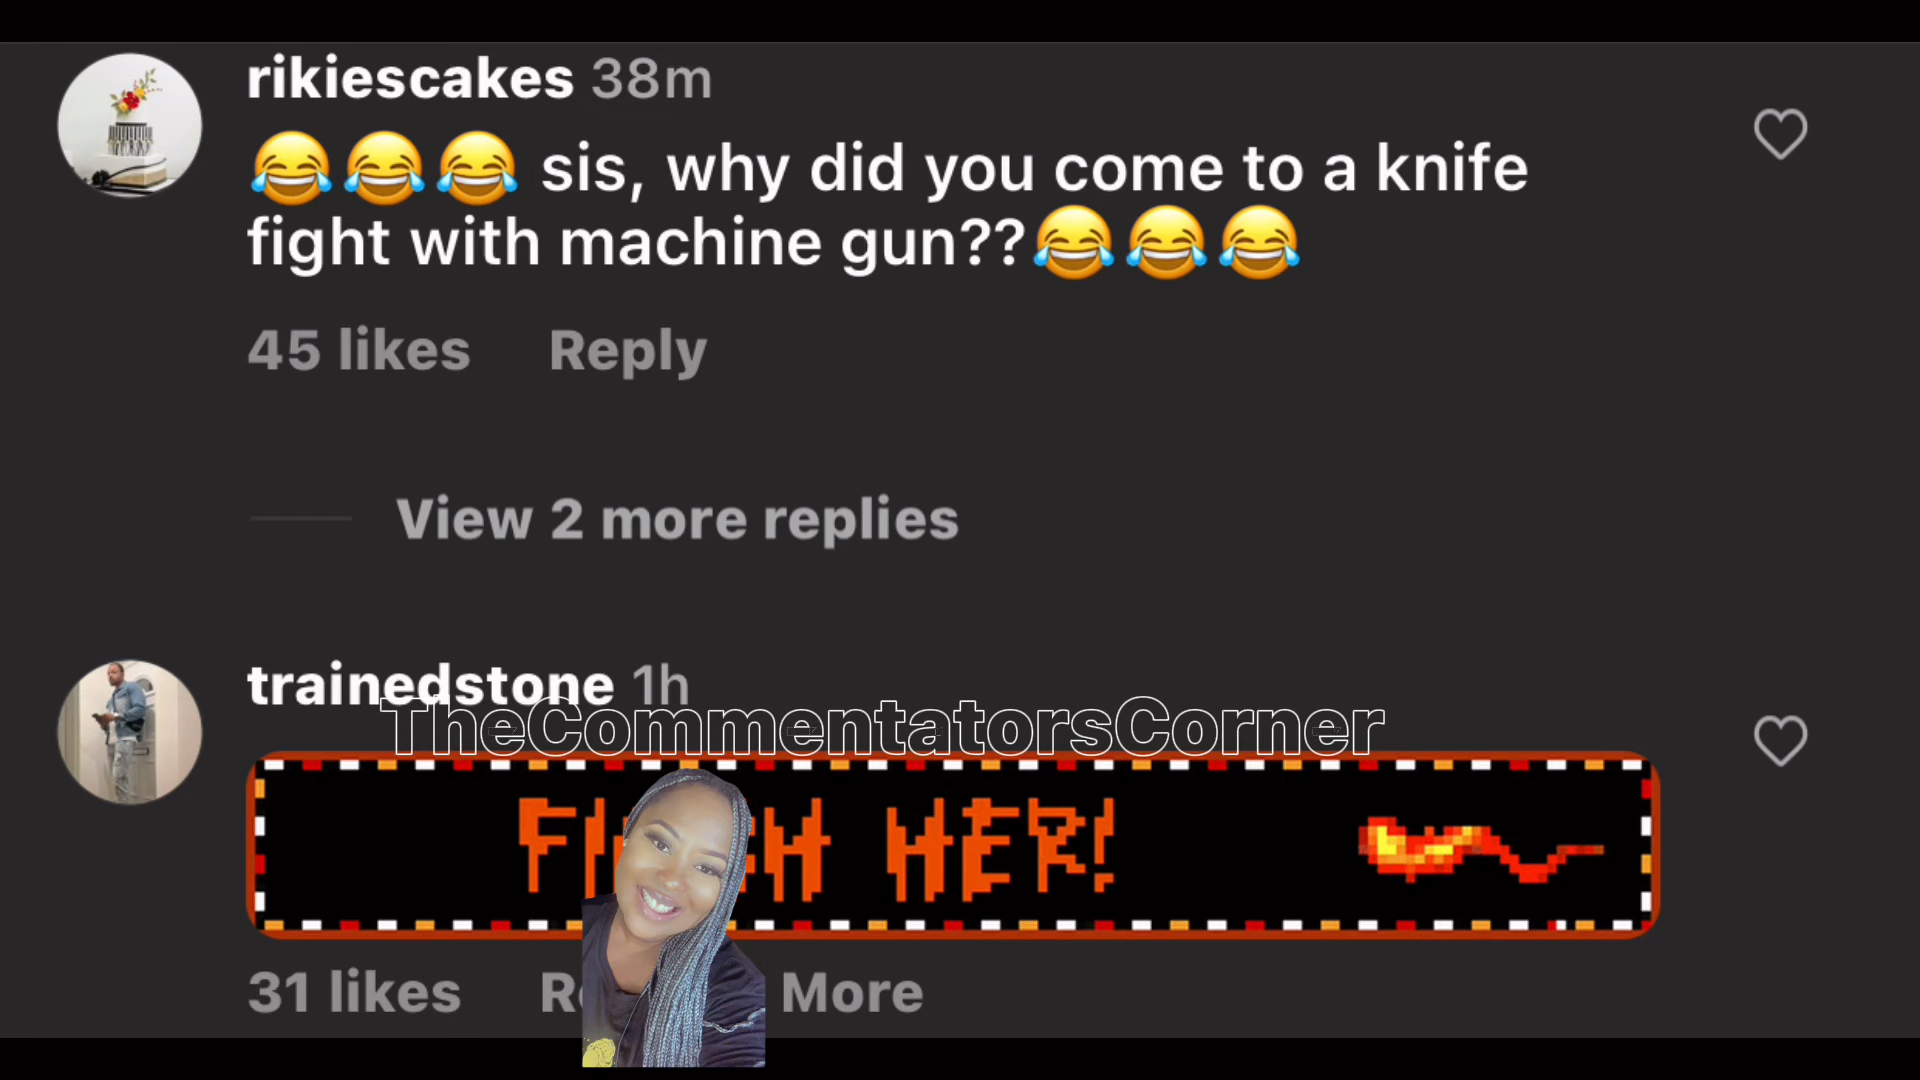 rikiescakes 38m
😂😂😂 sis, why did you come to a knife
fight with machine gun??😂😂😂
45 likes Reply
View 2 more replies
trainedstone 1h
TheCommentatorsCorner
HER!
31 likes More